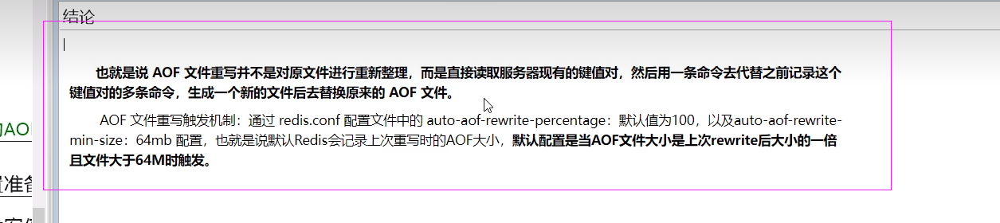 结论
也就是说 AOF 文件重写并不是对原文件进行重新整理，而是直接读取服务器现有的键值对，然后用一条命令去代替之前记录这个
键值对的多条命令，生成一个新的文件后去替换原来的 AOF 文件。
AOF 文件重写触发机制：通过 redis.conf 配置文件中的 auto-aof-rewrite-percentage：默认值为100，以及auto-aof-rewrite-
min-size：64mb 配置，也就是说默认Redis会记录上次重写时的AOF大小，默认配置是当AOF文件大小是上次rewrite后大小的一倍
且文件大于64M时触发。
AO
准备